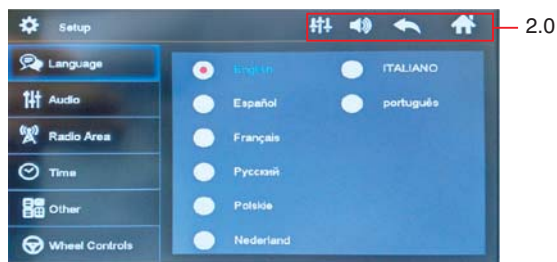 Setup
2.0
Language
Audio
Radio Area
Time
Other
Wheel Controls
English
ITALIANO
Español
português
Français
Русский
Polskie
Nederland